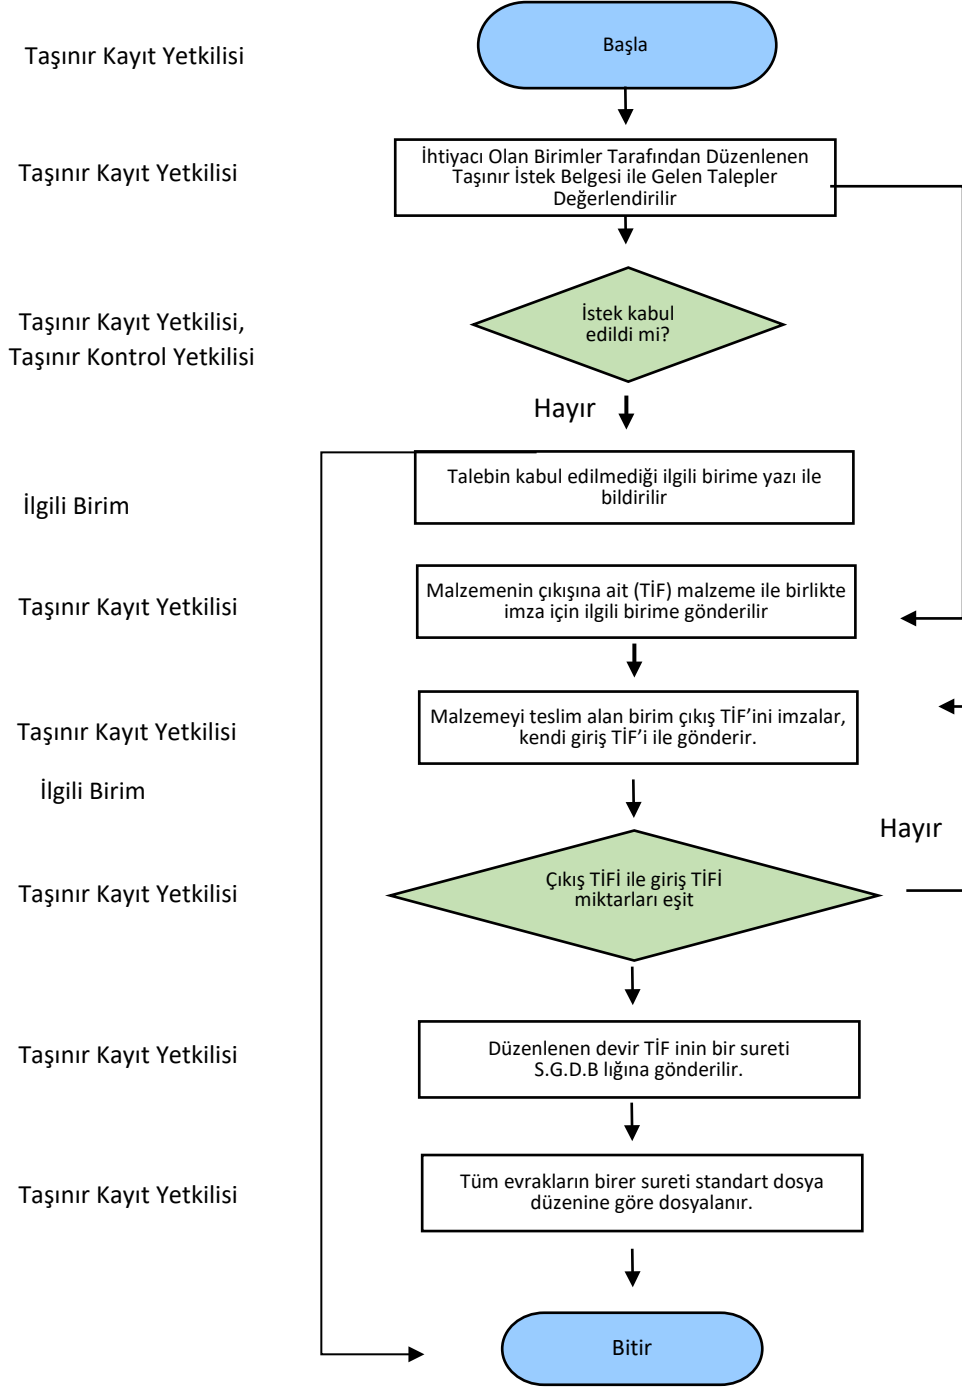 Başla
Taşınır Kayıt Yetkilisi
İhtiyacı Olan Birimler Tarafından Düzenlenen
Taşınır İstek Belgesi ile Gelen Talepler
Değerlendirilir
Taşınır Kayıt Yetkilisi
İstek kabul
edildi mi?
Taşınır Kayıt Yetkilisi,
Taşınır Kontrol Yetkilisi
Hayır
Talebin kabul edilmediği ilgili birime yazı ile
bildirilir
İlgili Birim
Malzemenin çıkışına ait (TİF) malzeme ile birlikte
imza için ilgili birime gönderilir
Taşınır Kayıt Yetkilisi
Malzemeyi teslim alan birim çıkış TİF’ini imzalar,
kendi giriş TİF’i ile gönderir.
Taşınır Kayıt Yetkilisi
İlgili Birim
Hayır
Çıkış TİFİ ile giriş TİFİ
miktarları eşit
Taşınır Kayıt Yetkilisi
Düzenlenen devir TİF inin bir sureti
S.G.D.B lığına gönderilir.
Taşınır Kayıt Yetkilisi
Tüm evrakların birer sureti standart dosya
düzenine göre dosyalanır.
Taşınır Kayıt Yetkilisi
Bitir